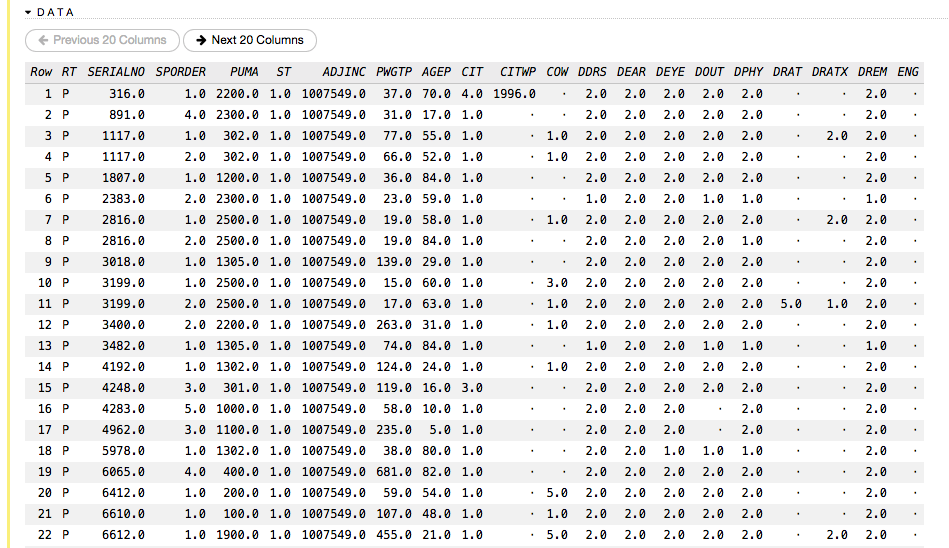 ▾ DATA
← Previous 20 Columns → Next 20 Columns
Row RT SERIALNO SPORDER PUMA ST ADJINC PWGTP AGEP CIT CITWP COW DDRS DEAR DEYE DOUT DPHY DRAT DRATX DREM ENG
1 P 316.0 1.0 2200.0 1.0 1007549.0 37.0 70.0 4.0 1996.0 · 2.0 2.0 2.0 2.0 2.0 · · 2.0 ·
2 P 891.0 4.0 2300.0 1.0 1007549.0 31.0 17.0 1.0 · · 2.0 2.0 2.0 2.0 2.0 · · 2.0 ·
3 P 1117.0 1.0 302.0 1.0 1007549.0 77.0 55.0 1.0 · 1.0 2.0 2.0 2.0 2.0 2.0 · 2.0 2.0 ·
4 P 1117.0 2.0 302.0 1.0 1007549.0 66.0 52.0 1.0 · 1.0 2.0 2.0 2.0 2.0 2.0 · · 2.0 ·
5 P 1807.0 1.0 1200.0 1.0 1007549.0 36.0 84.0 1.0 · · 2.0 2.0 2.0 2.0 2.0 · · 2.0 ·
6 P 2383.0 2.0 2300.0 1.0 1007549.0 23.0 59.0 1.0 · · 1.0 2.0 2.0 1.0 1.0 · · 1.0 ·
7 P 2816.0 1.0 2500.0 1.0 1007549.0 19.0 58.0 1.0 · 1.0 2.0 2.0 2.0 2.0 2.0 · 2.0 2.0 ·
8 P 2816.0 2.0 2500.0 1.0 1007549.0 19.0 84.0 1.0 · · 2.0 2.0 2.0 2.0 1.0 · · 2.0 ·
9 P 3018.0 1.0 1305.0 1.0 1007549.0 139.0 29.0 1.0 · · 2.0 2.0 2.0 2.0 2.0 · · 2.0 ·
10 P 3199.0 1.0 2500.0 1.0 1007549.0 15.0 60.0 1.0 · 3.0 2.0 2.0 2.0 2.0 2.0 · · 2.0 ·
11 P 3199.0 2.0 2500.0 1.0 1007549.0 17.0 63.0 1.0 · 1.0 2.0 2.0 2.0 2.0 2.0 5.0 1.0 2.0 ·
12 P 3400.0 2.0 2200.0 1.0 1007549.0 263.0 31.0 1.0 · 1.0 2.0 2.0 2.0 2.0 2.0 · · 2.0 ·
13 P 3482.0 1.0 1305.0 1.0 1007549.0 74.0 84.0 1.0 · · 1.0 2.0 2.0 1.0 1.0 · · 1.0 ·
14 P 4192.0 1.0 1302.0 1.0 1007549.0 124.0 24.0 1.0 · 1.0 2.0 2.0 2.0 2.0 2.0 · · 2.0 ·
15 P 4248.0 3.0 301.0 1.0 1007549.0 119.0 16.0 3.0 · · 2.0 2.0 2.0 2.0 2.0 · · 2.0 ·
16 P 4283.0 5.0 1000.0 1.0 1007549.0 58.0 10.0 1.0 · · 2.0 2.0 2.0 · 2.0 · · 2.0 ·
17 P 4962.0 3.0 1100.0 1.0 1007549.0 235.0 5.0 1.0 · · 2.0 2.0 2.0 · 2.0 · · 2.0 ·
18 P 5978.0 1.0 1302.0 1.0 1007549.0 38.0 80.0 1.0 · · 2.0 2.0 1.0 1.0 1.0 · · 2.0 ·
19 P 6065.0 4.0 400.0 1.0 1007549.0 681.0 82.0 1.0 · · 2.0 2.0 2.0 2.0 2.0 · · 2.0 ·
20 P 6412.0 1.0 200.0 1.0 1007549.0 59.0 54.0 1.0 · 5.0 2.0 2.0 2.0 2.0 2.0 · · 2.0 ·
21 P 6610.0 1.0 100.0 1.0 1007549.0 107.0 48.0 1.0 · 1.0 2.0 2.0 2.0 2.0 2.0 · · 2.0 ·
22 P 6612.0 1.0 1900.0 1.0 1007549.0 455.0 21.0 1.0 · 5.0 2.0 2.0 2.0 2.0 2.0 · 2.0 2.0 ·